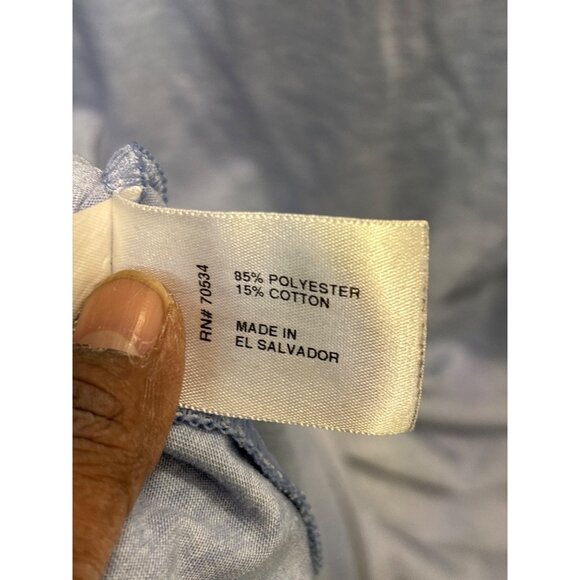 RN# 70534
85% POLYESTER
15% COTTON
MADE IN
EL SALVADOR